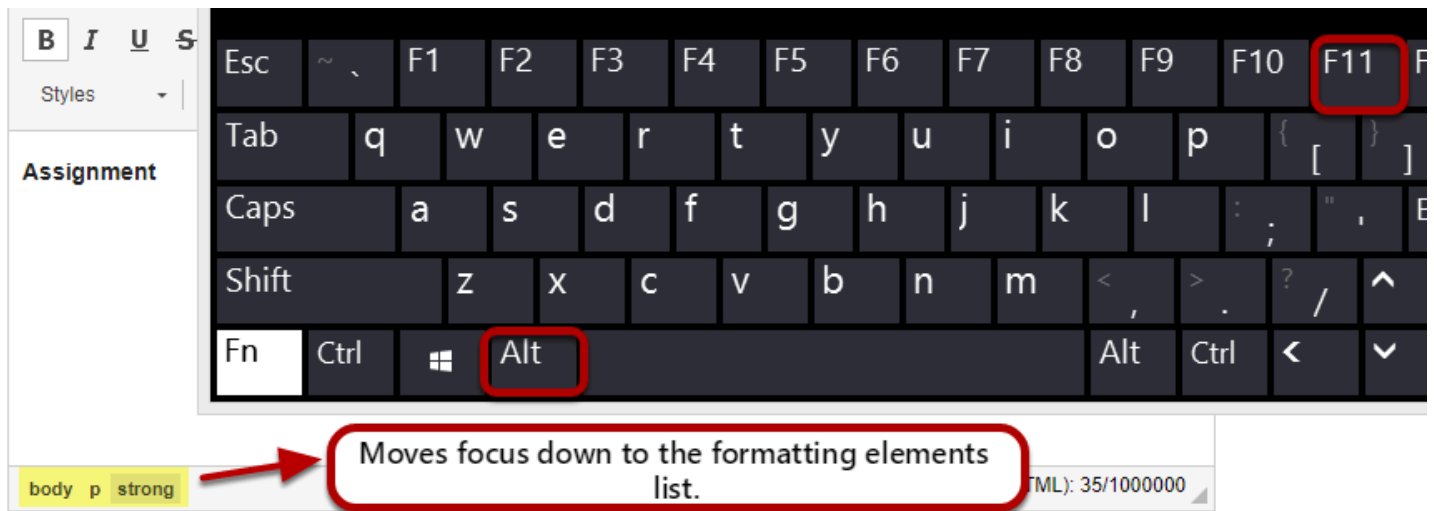 B I U S
Styles
Assignment
Esc ~ ` F1 F2 F3 F4 F5 F6 F7 F8 F9 F10 F11 F
Tab q w e r t y u i o p { [ } ]
Caps a s d f g h j k l : ; " '
Shift z x c v b n m < , > . ? /
Fn Ctrl Alt Alt Ctrl
Moves focus down to the formatting elements
list.
body p strong TML): 35/1000000